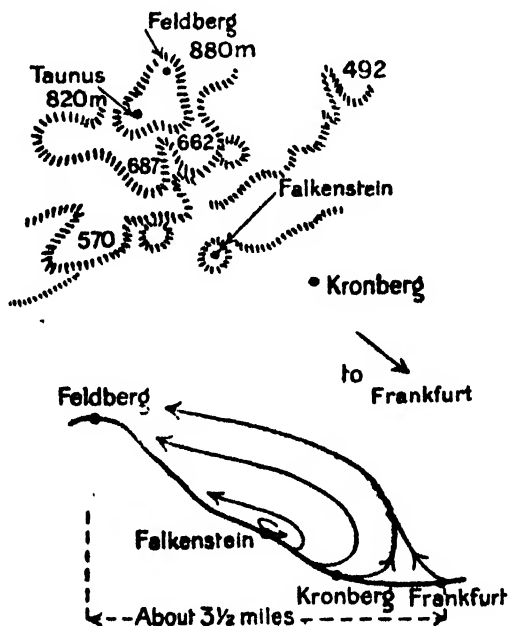 Feldberg
880m
Taunus
820m
492
662
687
Falkenstein
570
Kronberg
to
Frankfurt
Feldberg
Falkenstein
Kronberg
Frankfurt
About 3½ miles